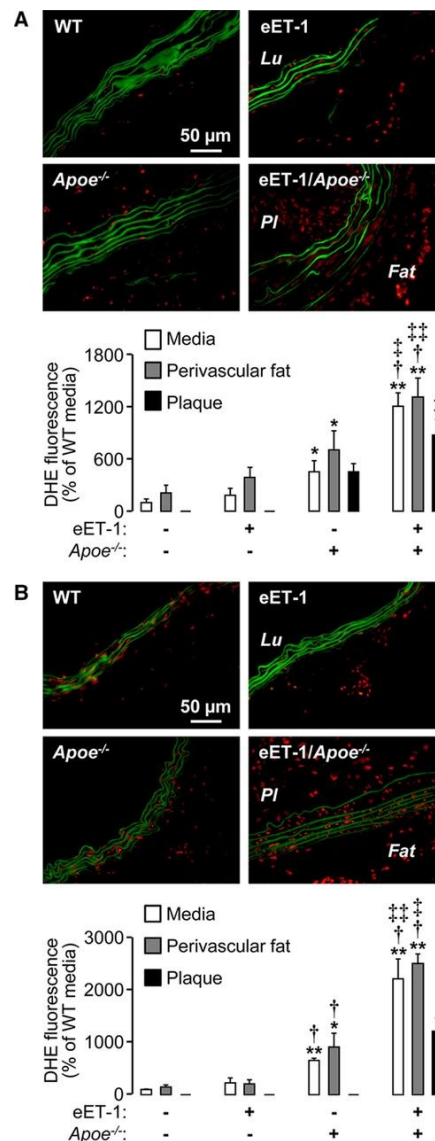 A
WT
eET-1
Lu
50 μm
Apoe-/-
eET-1/Apoe-/-
Pl
Fat
DHE fluorescence
(% of WT media)
1800
1200
600
0
Media
Perivascular fat
Plaque
*
*
‡
‡
†
**
‡‡
†
**
eET-1: - + - +
Apoe-/-: - - + +
B
WT
eET-1
Lu
50 μm
Apoe-/-
eET-1/Apoe-/-
Pl
Fat
DHE fluorescence
(% of WT media)
3000
2000
1000
0
Media
Perivascular fat
Plaque
†
**
†
*
‡‡
†
**
‡
‡
†
**
eET-1: - + - +
Apoe-/-: - - + +